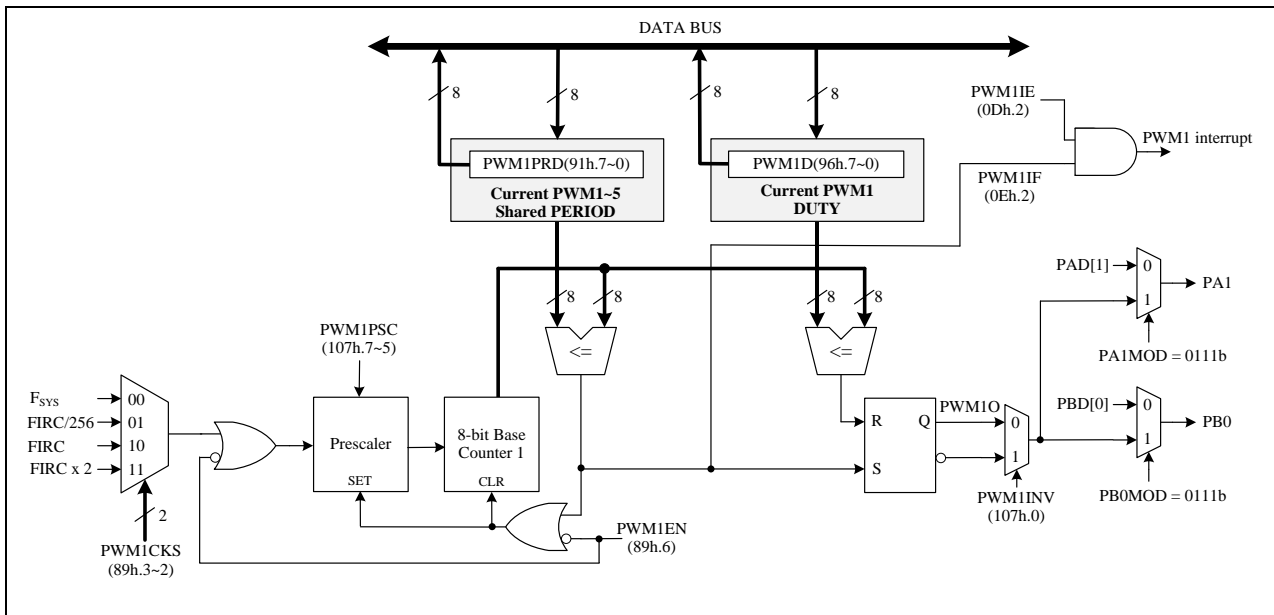 DATA BUS
8
8
8
8
PWM1IE
(0Dh.2)
PWM1 interrupt
PWM1PRD(91h.7~0)
PWM1D(96h.7~0)
PWM1IF
(0Eh.2)
Current PWM1~5
Shared PERIOD
Current PWM1
DUTY
PAD[1]
0
1
PA1
8
8
8
8
PWM1PSC
(107h.7~5)
<=
<=
PA1MOD = 0111b
FSYS
00
FIRC/256
01
FIRC
10
FIRC x 2
11
Prescaler
SET
8-bit Base
Counter 1
CLR
R
Q
S
PWM1O
0
1
PBD[0]
0
1
PB0
2
PWM1CKS
(89h.3~2)
PWM1EN
(89h.6)
PWM1INV
(107h.0)
PB0MOD = 0111b